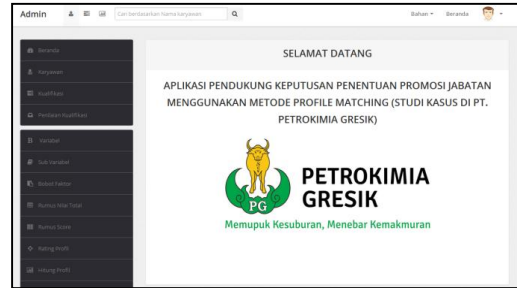 Admin
Cari berdasarkan Nama karyawan
Bahan
Beranda
Beranda
Karyawan
Kualifikasi
Penilaian Kualifikasi
Variabel
Sub Variabel
Bobot Faktor
Rumus Nilai Total
Rumus Score
Rating Profil
Hitung Profil
SELAMAT DATANG
APLIKASI PENDUKUNG KEPUTUSAN PENENTUAN PROMOSI JABATAN
MENGGUNAKAN METODE PROFILE MATCHING (STUDI KASUS DI PT.
PETROKIMIA GRESIK)
PG
PETROKIMIA
GRESIK
Memupuk Kesuburan, Menebar Kemakmuran